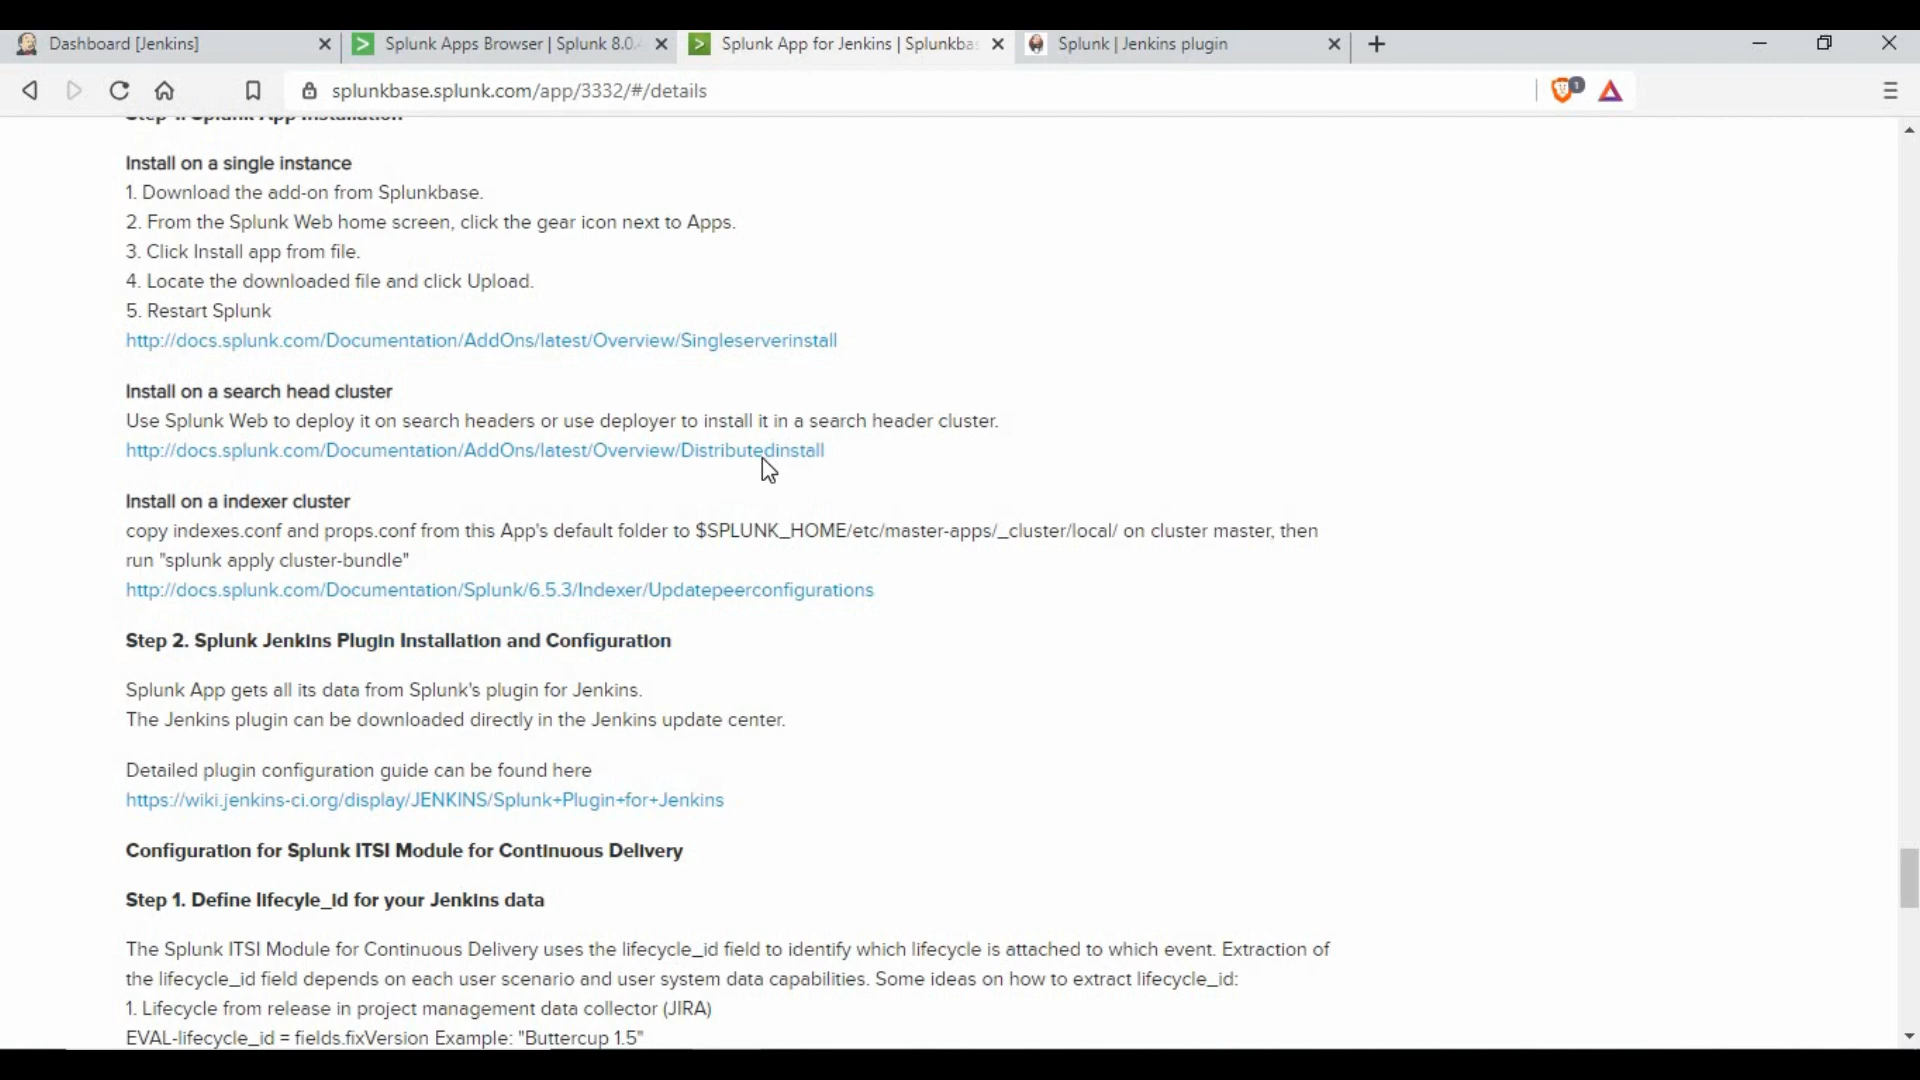 Dashboard [Jenkins]
Splunk Apps Browser | Splunk 8.0.
Splunk App for Jenkins | Splunkbas
Splunk | Jenkins plugin
splunkbase.splunk.com/app/3332/#/details
1
Step 1. Splunk App Installation
Install on a single instance
1. Download the add-on from Splunkbase.
2. From the Splunk Web home screen, click the gear icon next to Apps.
3. Click Install app from file.
4. Locate the downloaded file and click Upload.
5. Restart Splunk
http://docs.splunk.com/Documentation/AddOns/latest/Overview/Singleserverinstall
Install on a search head cluster
Use Splunk Web to deploy it on search headers or use deployer to install it in a search header cluster.
http://docs.splunk.com/Documentation/AddOns/latest/Overview/Distributedinstall
Install on a indexer cluster
copy indexes.conf and props.conf from this App's default folder to $SPLUNK_HOME/etc/master-apps/_cluster/local/ on cluster master, then
run "splunk apply cluster-bundle"
http://docs.splunk.com/Documentation/Splunk/6.5.3/Indexer/Updatepeerconfigurations
Step 2. Splunk Jenkins Plugin Installation and Configuration
Splunk App gets all its data from Splunk's plugin for Jenkins.
The Jenkins plugin can be downloaded directly in the Jenkins update center.
Detailed plugin configuration guide can be found here
https://wiki.jenkins-ci.org/display/JENKINS/Splunk+Plugin+for+Jenkins
Configuration for Splunk ITSI Module for Continuous Delivery
Step 1. Define lifecyle_id for your Jenkins data
The Splunk ITSI Module for Continuous Delivery uses the lifecycle_id field to identify which lifecycle is attached to which event. Extraction of
the lifecycle_id field depends on each user scenario and user system data capabilities. Some ideas on how to extract lifecycle_id:
1. Lifecycle from release in project management data collector (JIRA)
EVAL-lifecycle_id = fields.fixVersion Example: "Buttercup 1.5"